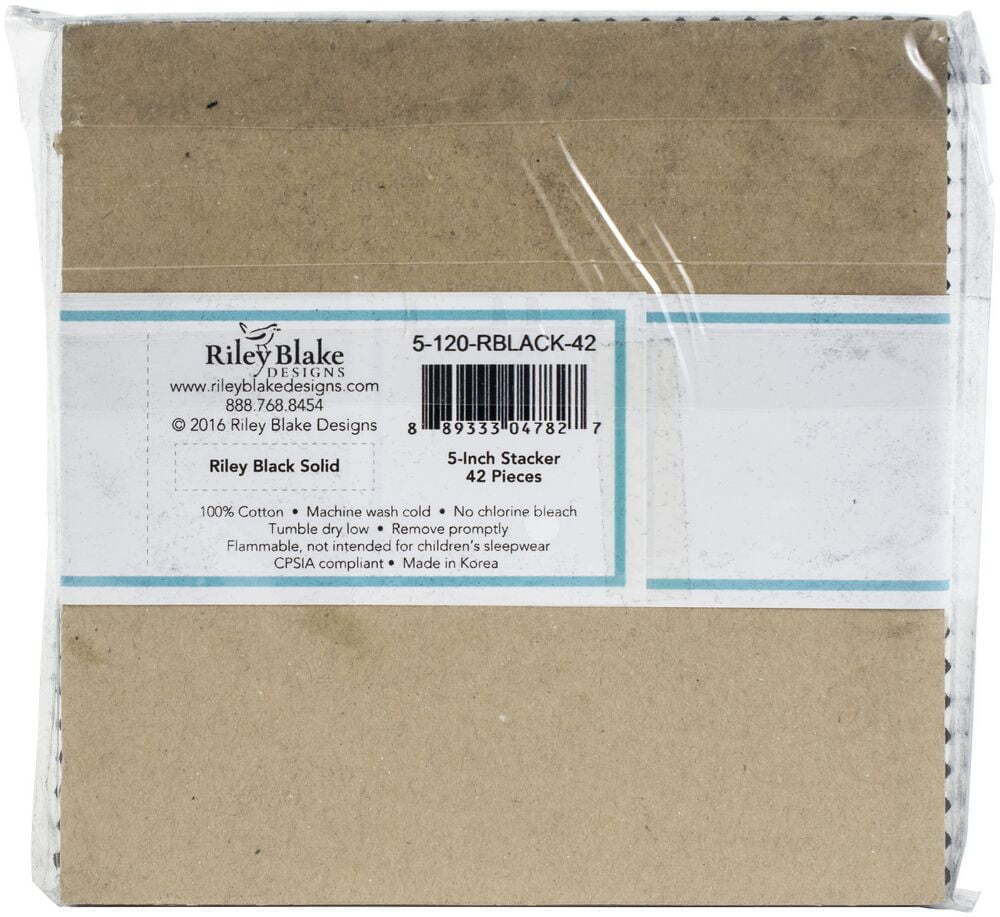 Riley Blake
DESIGNS
www.rileyblakedesigns.com
888.768.8454
© 2016 Riley Blake Designs
Riley Black Solid
5-120-RBLACK-42
8 89333 04782 7
5-Inch Stacker
42 Pieces
100% Cotton • Machine wash cold • No chlorine bleach
Tumble dry low • Remove promptly
Flammable, not intended for children's sleepwear
CPSIA compliant • Made in Korea